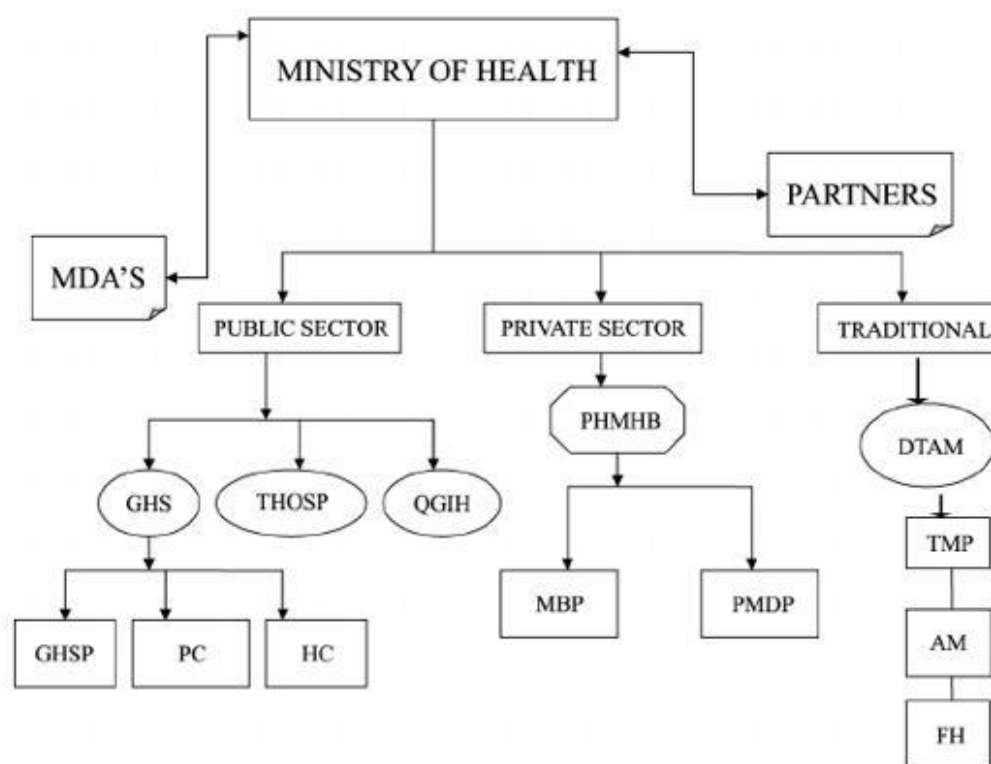 MINISTRY OF HEALTH
PARTNERS
MDA'S
PUBLIC SECTOR
PRIVATE SECTOR
TRADITIONAL
PHMHB
DTAM
GHS
THOSP
QGIH
TMP
MBP
PMDP
GHSP
PC
HC
AM
FH